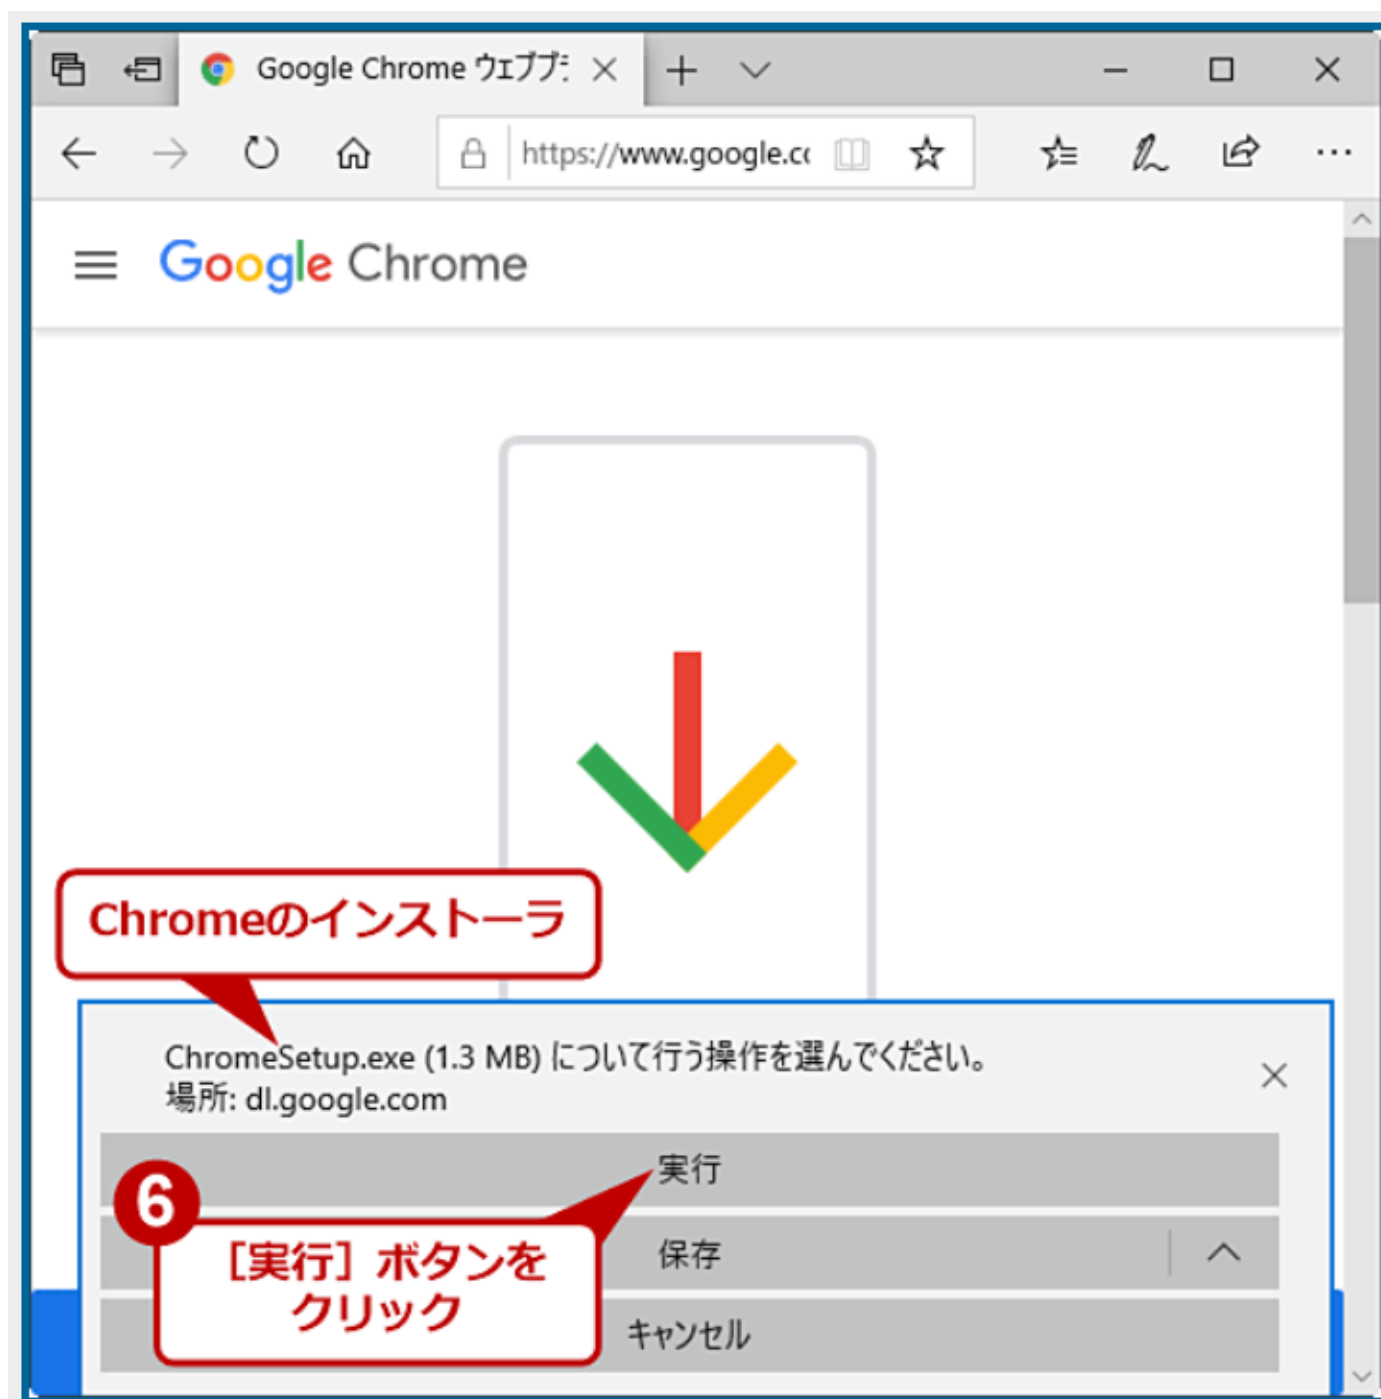 Google Chrome ウェブブラ
https://www.google.co
Google Chrome
Chromeのインストーラ
ChromeSetup.exe (1.3 MB) について行う操作を選んでください。
場所: dl.google.com
実行
6
［実行］ボタンを
クリック
保存
キャンセル